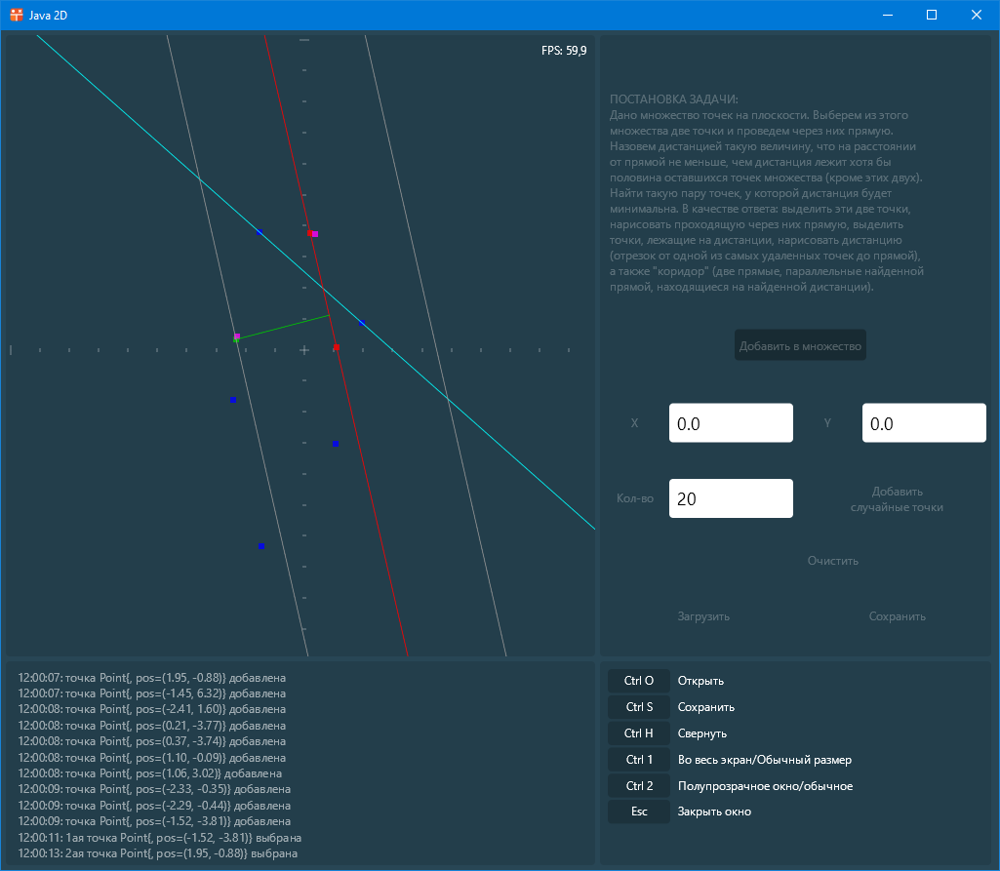 Java 2D
FPS: 59,9
ПОСТАНОВКА ЗАДАЧИ:
Дано множество точек на плоскости. Выберем из этого
множества две точки и проведем через них прямую.
Назовем дистанцией такую величину, что на расстоянии
от прямой не меньше, чем дистанция лежит хотя бы
половина оставшихся точек множества (кроме этих двух).
Найти такую пару точек, у которой дистанция будет
минимальна. В качестве ответа: выделить эти две точки,
нарисовать проходящую через них прямую, выделить
точки, лежащие на дистанции, нарисовать дистанцию
(отрезок от одной из самых удаленных точек до прямой),
а также "коридор" (две прямые, параллельные найденной
прямой, находящиеся на найденной дистанции).
Добавить в множество
X
0.0
Y
0.0
Кол-во
20
Добавить
случайные точки
Очистить
Загрузить
Сохранить
12:00:07: точка Point{, pos=(1.95, -0.88)} добавлена
12:00:07: точка Point{, pos=(-1.45, 6.32)} добавлена
12:00:08: точка Point{, pos=(-2.41, 1.60)} добавлена
12:00:08: точка Point{, pos=(0.21, -3.77)} добавлена
12:00:08: точка Point{, pos=(0.37, -3.74)} добавлена
12:00:08: точка Point{, pos=(1.10, -0.09)} добавлена
12:00:08: точка Point{, pos=(1.06, 3.02)} добавлена
12:00:09: точка Point{, pos=(-2.33, -0.35)} добавлена
12:00:09: точка Point{, pos=(-2.29, -0.44)} добавлена
12:00:09: точка Point{, pos=(-1.52, -3.81)} добавлена
12:00:11: 1ая точка Point{, pos=(-1.52, -3.81)} выбрана
12:00:13: 2ая точка Point{, pos=(1.95, -0.88)} выбрана
Ctrl O Открыть
Ctrl S Сохранить
Ctrl H Свернуть
Ctrl 1 Во весь экран/Обычный размер
Ctrl 2 Полупрозрачное окно/обычное
Esc Закрыть окно